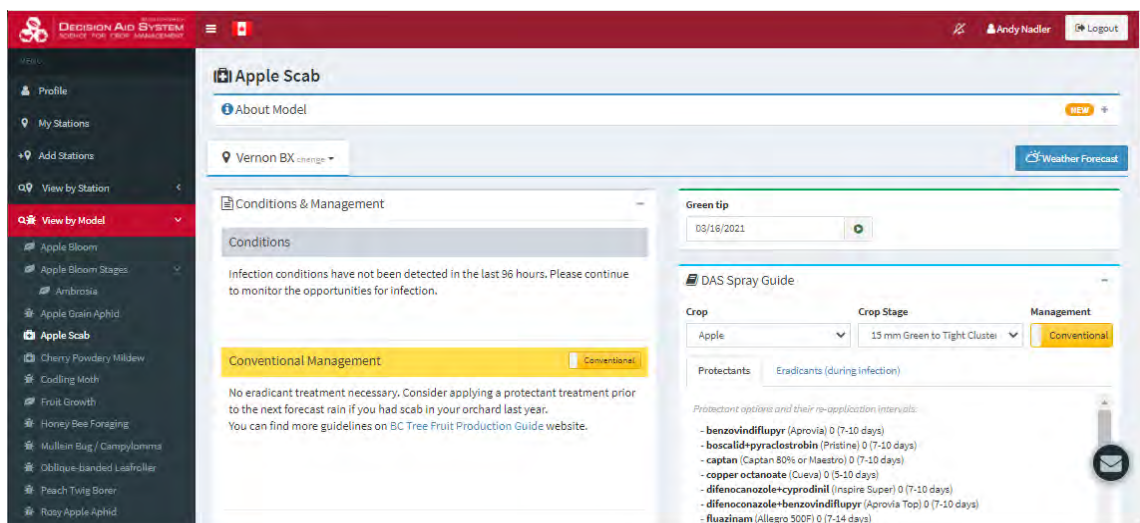 DECISION AID SYSTEM
SCIENCE FOR CROP MANAGEMENT
Andy Nadler
Logout
MENU
Profile
My Stations
Add Stations
View by Station
View by Model
Apple Bloom
Apple Bloom Stages
Ambrosia
Apple Grain Aphid
Apple Scab
Cherry Powdery Mildew
Codling Moth
Fruit Growth
Honey Bee Foraging
Mullein Bug / Campylomma
Oblique-banded Leafroller
Peach Twig Borer
Rosy Apple Aphid
Apple Scab
About Model
NEW +
Vernon BX change
Weather Forecast
Conditions & Management
Conditions
Infection conditions have not been detected in the last 96 hours. Please continue
to monitor the opportunities for infection.
Conventional Management
Conventional
No eradicant treatment necessary. Consider applying a protectant treatment prior
to the next forecast rain if you had scab in your orchard last year.
You can find more guidelines on BC Tree Fruit Production Guide website.
Green tip
03/16/2021
DAS Spray Guide
Crop Crop Stage Management
Apple 15 mm Green to Tight Cluster Conventional
Protectants Eradicants (during infection)
Protectant options and their re-application intervals:
- benzovindiflupyr (Aprovia) 0 (7-10 days)
- boscalid+pyraclostrobin (Pristine) 0 (7-10 days)
- captan (Captan 80% or Maestro) 0 (7-10 days)
- copper octanoate (Cueva) 0 (5-10 days)
- difenocanozole+cyprodinil (Inspire Super) 0 (7-10 days)
- difenoconazole+benzovindiflupyr (Aprovia Top) 0 (7-10 days)
- fluazinam (Allegro 500F) 0 (7-14 days)